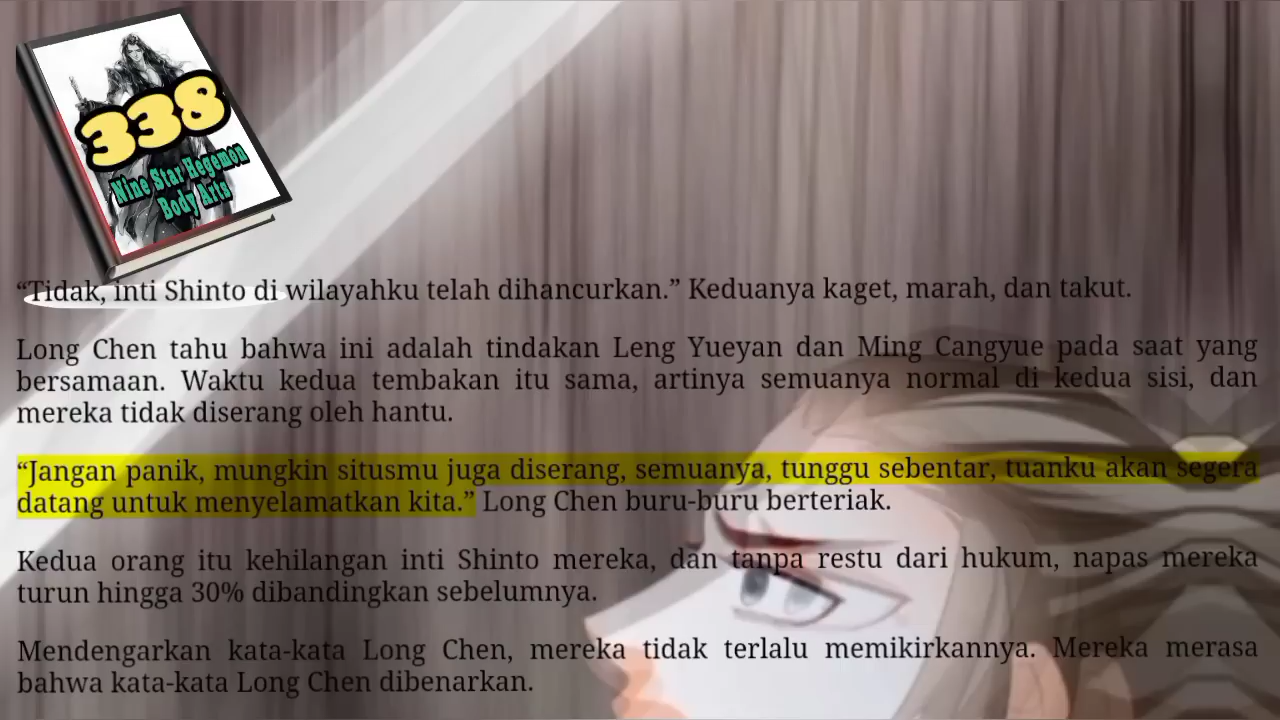 338
Nine Star Hegemon
Body Arts
“Tidak, inti Shinto di wilayahku telah dihancurkan.” Keduanya kaget, marah, dan takut.
Long Chen tahu bahwa ini adalah tindakan Leng Yueyan dan Ming Cangyue pada saat yang
bersamaan. Waktu kedua tembakan itu sama, artinya semuanya normal di kedua sisi, dan
mereka tidak diserang oleh hantu.
“Jangan panik, mungkin situsmu juga diserang, semuanya, tunggu sebentar, tuanku akan segera
datang untuk menyelamatkan kita.” Long Chen buru-buru berteriak.
Kedua orang itu kehilangan inti Shinto mereka, dan tanpa restu dari hukum, napas mereka
turun hingga 30% dibandingkan sebelumnya.
Mendengarkan kata-kata Long Chen, mereka tidak terlalu memikirkannya. Mereka merasa
bahwa kata-kata Long Chen dibenarkan.